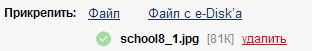 Прикрепить: Файл Файл с e-Disk'а
school8_1.jpg [81K] удалить